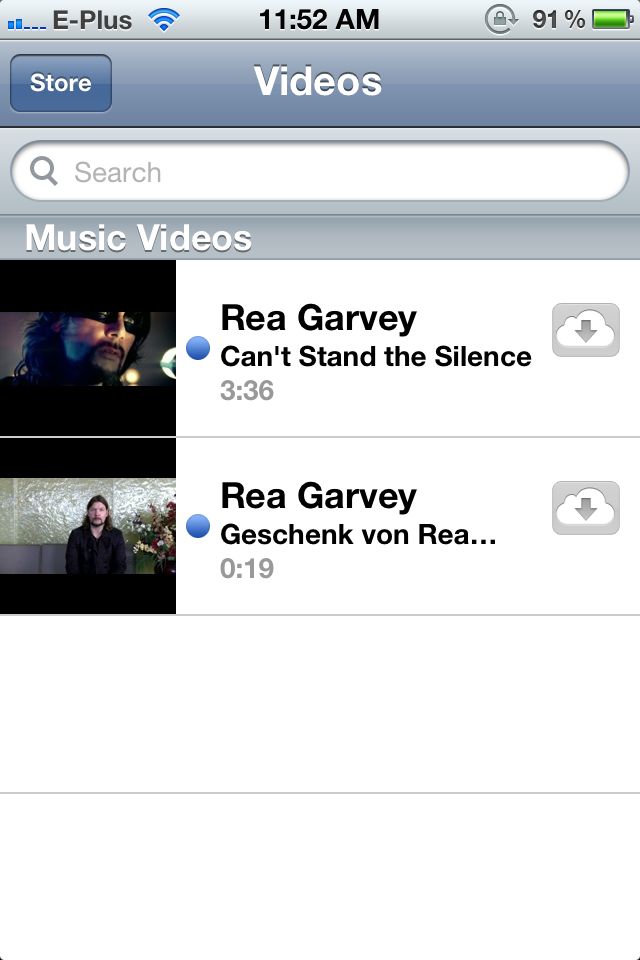 E-Plus 11:52 AM 91 %
Store Videos
Search
Music Videos
Rea Garvey
Can't Stand the Silence
3:36
Rea Garvey
Geschenk von Rea...
0:19